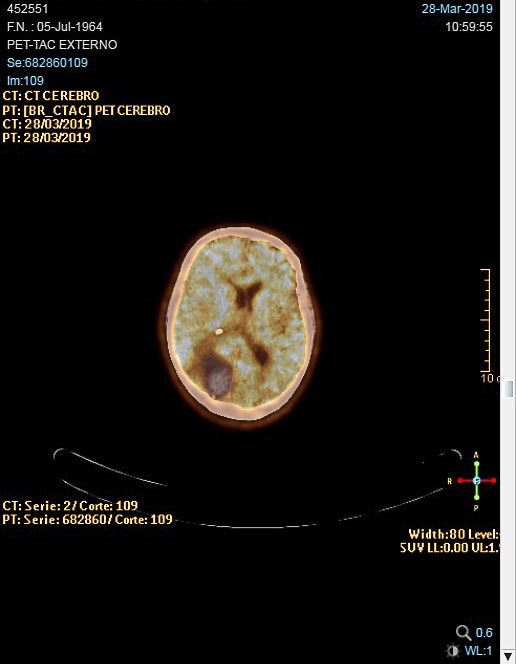 452551
28-Mar-2019
F.N. : 05-Jul-1964
10:59:55
PET-TAC EXTERNO
Se:682860109
Im:109
CT: CT CEREBRO
PT: [BR_CTAC] PET CEREBRO
CT: 28/03/2019
PT: 28/03/2019
10 c
A
R
P
CT: Serie: 2/ Corte: 109
PT: Serie: 682860/ Corte: 109
Width:80 Level:
SUV LL:0.00 UL:1.
0.6
WL:1